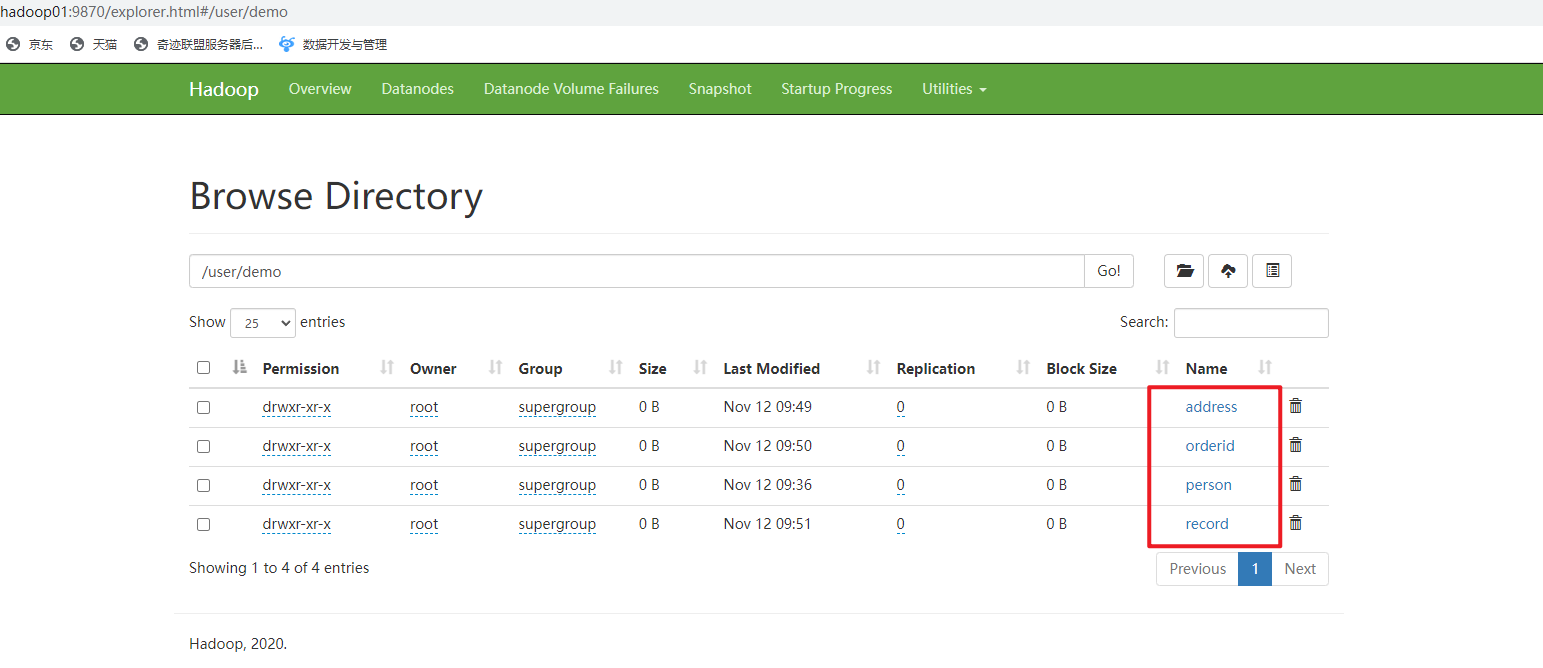 hadoop01:9870/explorer.html#/user/demo
京东 天猫 奇迹联盟服务器后... 数据开发与管理
Hadoop Overview Datanodes Datanode Volume Failures Snapshot Startup Progress Utilities
Browse Directory
/user/demo Go!
Show 25 entries Search:
Permission Owner Group Size Last Modified Replication Block Size Name
drwxr-xr-x root supergroup 0 B Nov 12 09:49 0 0 B address
drwxr-xr-x root supergroup 0 B Nov 12 09:50 0 0 B orderid
drwxr-xr-x root supergroup 0 B Nov 12 09:36 0 0 B person
drwxr-xr-x root supergroup 0 B Nov 12 09:51 0 0 B record
Showing 1 to 4 of 4 entries Previous 1 Next
Hadoop, 2020.